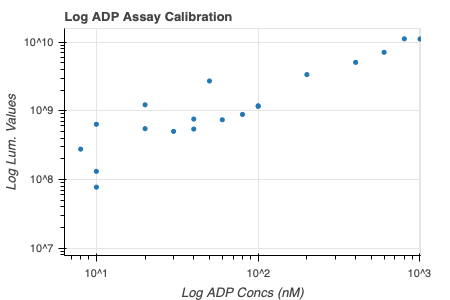 Log ADP Assay Calibration
10^10
10^9
10^8
10^7
Log Lum. Values
10^1
10^2
10^3
Log ADP Concs (nM)